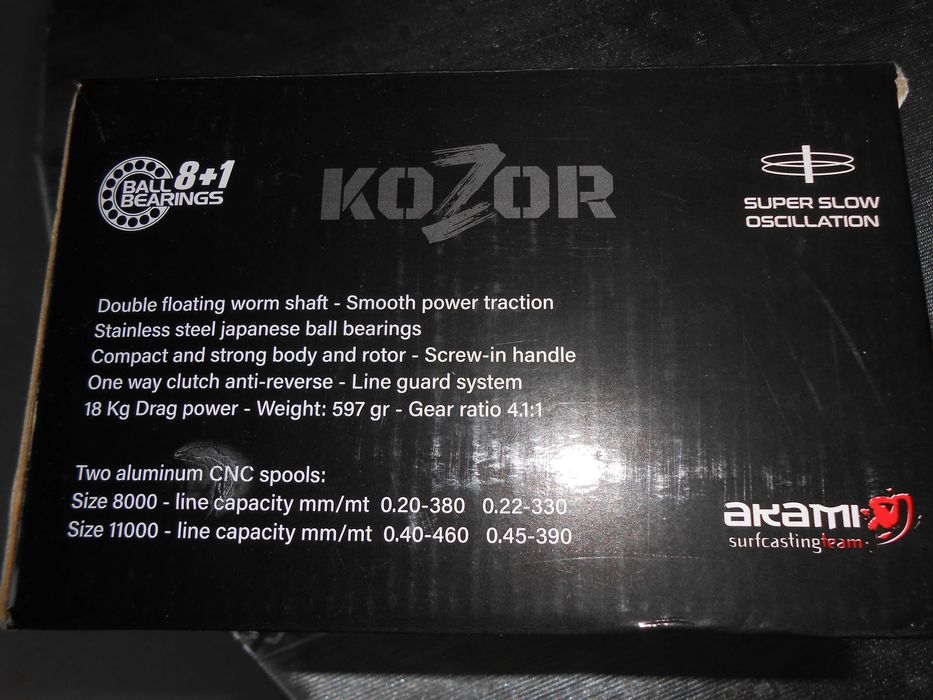 BALL 8+1
BEARINGS
KOZOR
SUPER SLOW
OSCILLATION
Double floating worm shaft - Smooth power traction
Stainless steel japanese ball bearings
Compact and strong body and rotor - Screw-in handle
One way clutch anti-reverse - Line guard system
18 Kg Drag power - Weight: 597 gr - Gear ratio 4.1:1
Two aluminum CNC spools:
Size 8000 - line capacity mm/mt 0.20-380 0.22-330
Size 11000 - line capacity mm/mt 0.40-460 0.45-390
akami
surfcastingteam